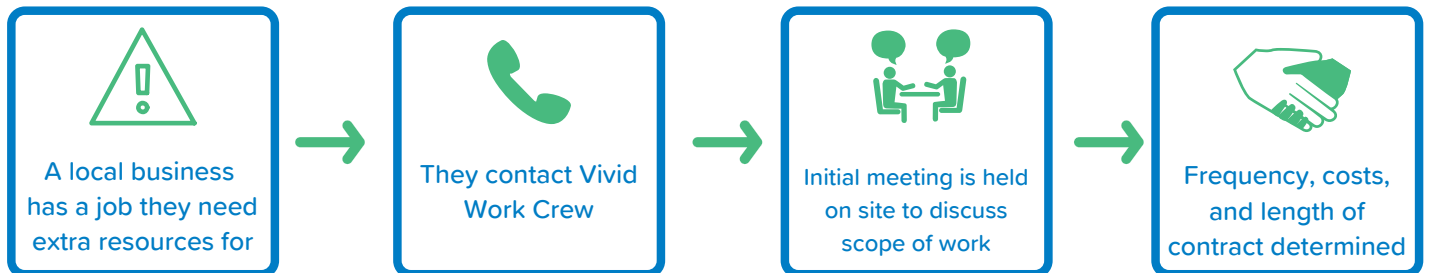 A local business
has a job they need
extra resources for
They contact Vivid
Work Crew
Initial meeting is held
on site to discuss
scope of work
Frequency, costs,
and length of
contract determined